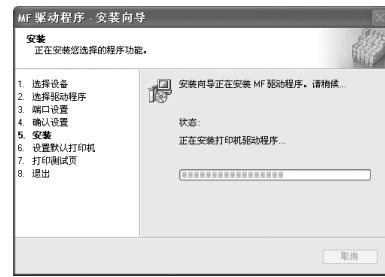 MF 驱动程序 - 安装向导
安装
正在安装您选择的程序功能。
1. 选择设备
2. 选择驱动程序
3. 端口设置
4. 确认设置
5. 安装
6. 设置默认打印机
7. 打印测试页
8. 退出
安装向导正在安装 MF 驱动程序。请稍候...
状态:
正在安装打印机驱动程序...
取消